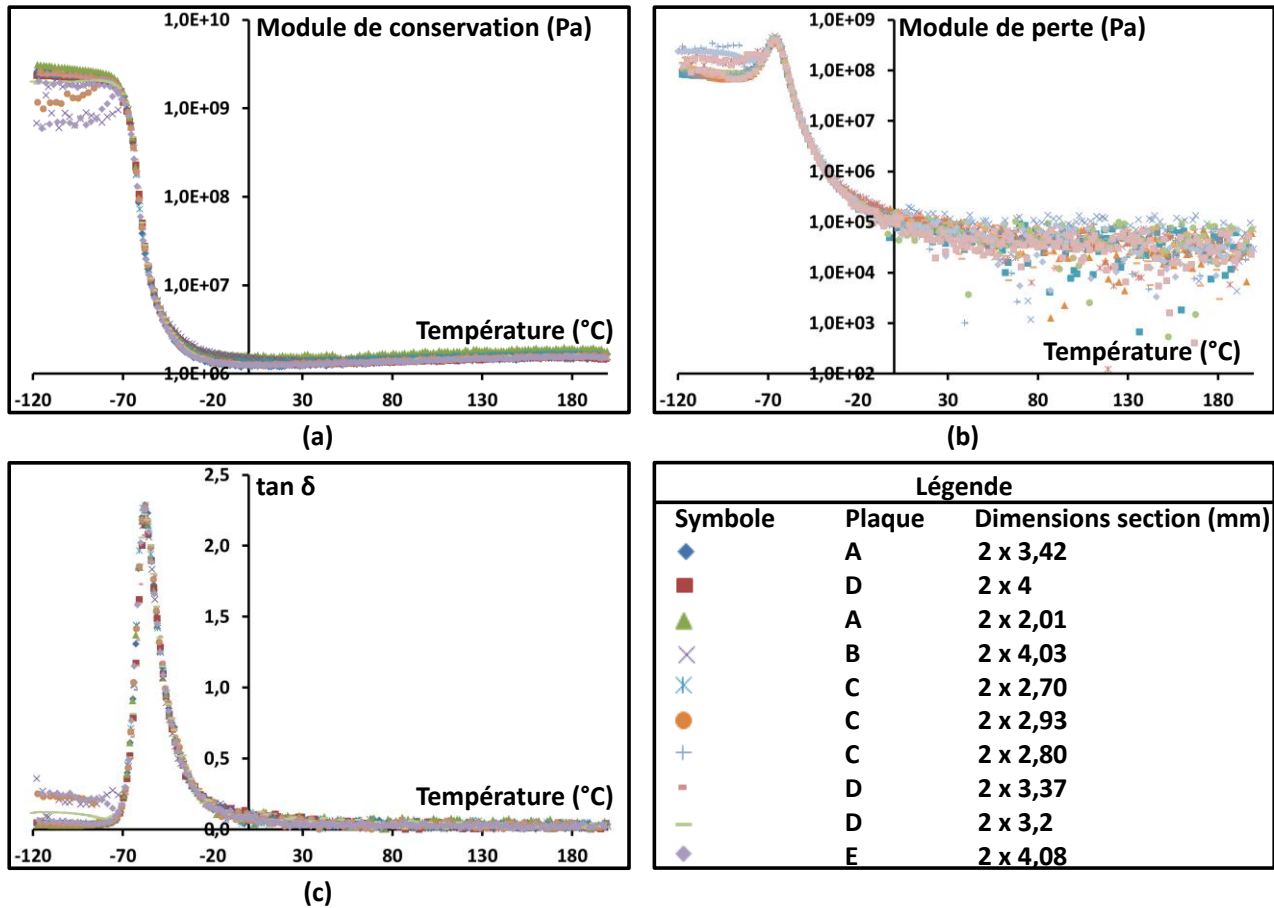 Module de conservation (Pa)
1,0E+10
1,0E+09
1,0E+08
1,0E+07
1,0E+06
Température (°C)
-120 -70 -20 30 80 130 180
(a)
Module de perte (Pa)
1,0E+09
1,0E+08
1,0E+07
1,0E+06
1,0E+05
1,0E+04
1,0E+03
1,0E+02
Température (°C)
-120 -70 -20 30 80 130 180
(b)
tan δ
2,5
2,0
1,5
1,0
0,5
0,0
Température (°C)
-120 -70 -20 30 80 130 180
(c)
Légende
Symbole Plaque Dimensions section (mm)
A 2 x 3,42
D 2 x 4
A 2 x 2,01
B 2 x 4,03
C 2 x 2,70
C 2 x 2,93
C 2 x 2,80
D 2 x 3,37
D 2 x 3,2
E 2 x 4,08